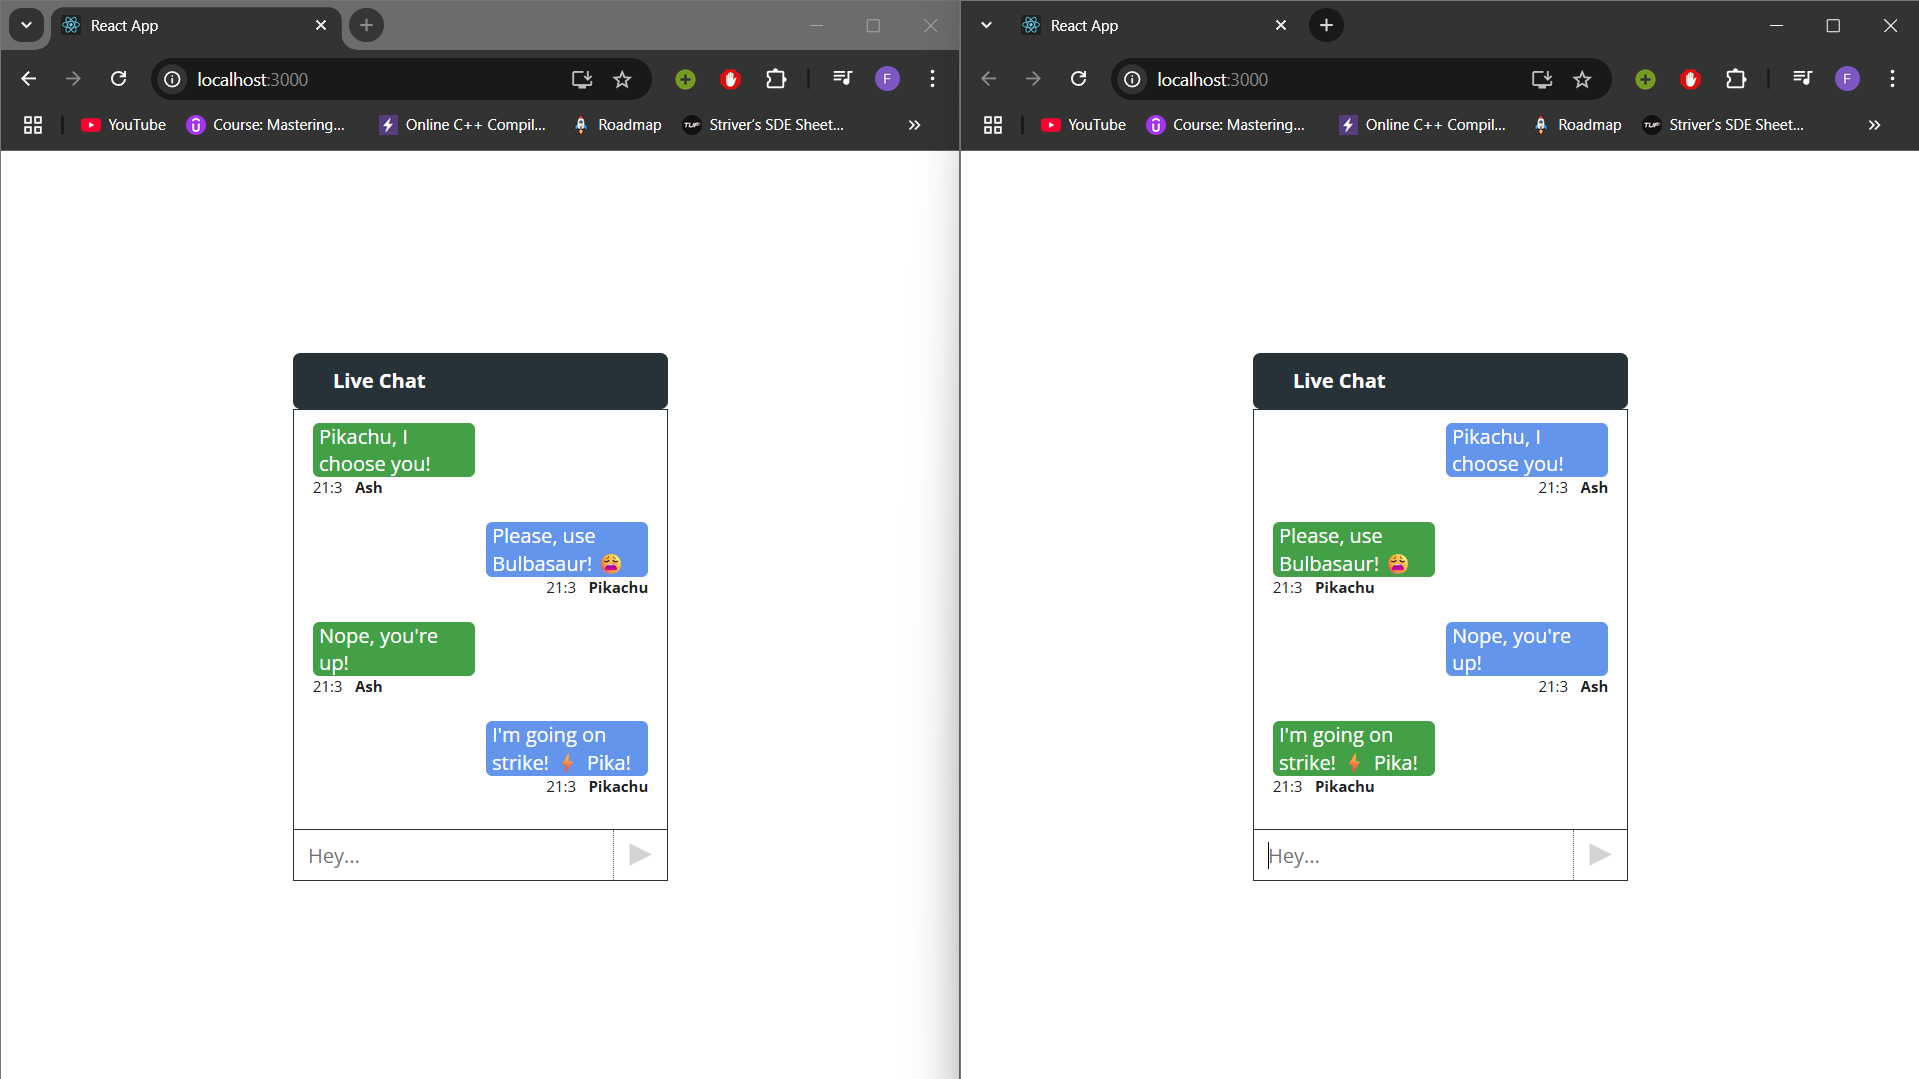 React App
localhost:3000
F
YouTube
Course: Mastering...
Online C++ Compil...
Roadmap
TUF
Striver's SDE Sheet...
Live Chat
Pikachu, I
choose you!
21:3 Ash
Please, use
Bulbasaur! 😩
21:3 Pikachu
Nope, you're
up!
21:3 Ash
I'm going on
strike! ⚡ Pika!
21:3 Pikachu
Hey...
React App
localhost:3000
F
YouTube
Course: Mastering...
Online C++ Compil...
Roadmap
TUF
Striver's SDE Sheet...
Live Chat
Pikachu, I
choose you!
21:3 Ash
Please, use
Bulbasaur! 😩
21:3 Pikachu
Nope, you're
up!
21:3 Ash
I'm going on
strike! ⚡ Pika!
21:3 Pikachu
Hey...